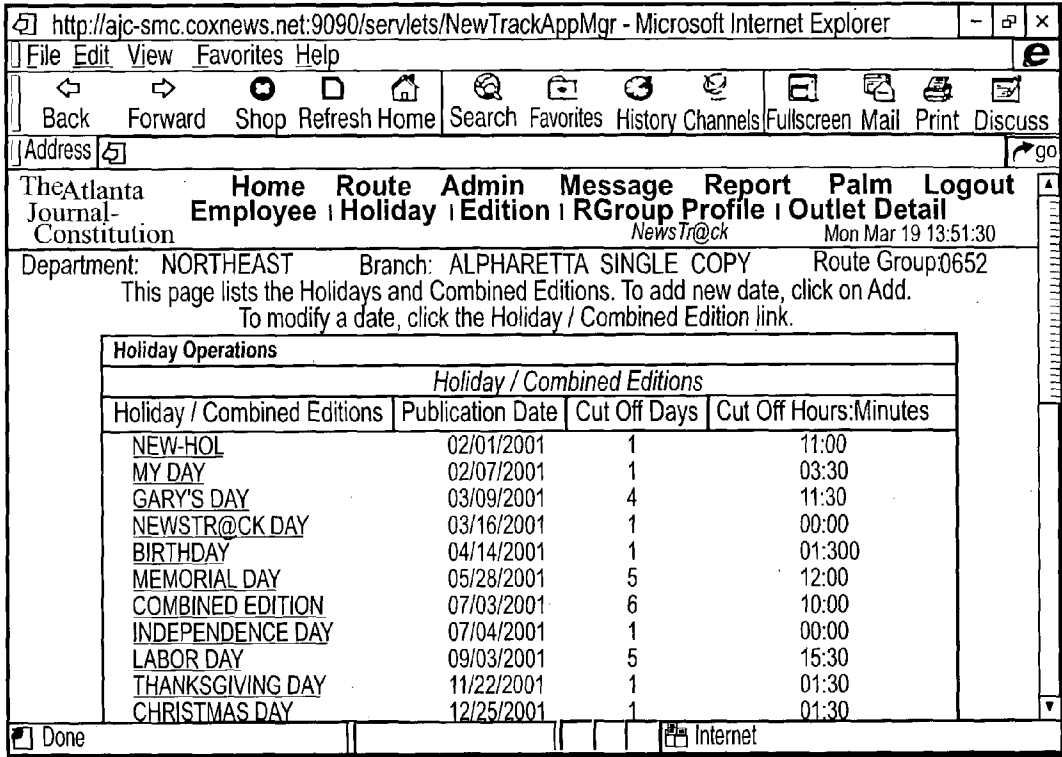 http://ajc-smc.coxnews.net:9090/servlets/NewTrackAppMgr - Microsoft Internet Explorer
File Edit View Favorites Help
Back Forward Shop Refresh Home Search Favorites History Channels Fullscreen Mail Print Discuss
Address go
The Atlanta Journal-Constitution
Home Route Admin Message Report Palm Logout
Employee | Holiday | Edition | RGroup Profile | Outlet Detail
NewsTr@ck Mon Mar 19 13:51:30
Department: NORTHEAST Branch: ALPHARETTA SINGLE COPY Route Group:0652
This page lists the Holidays and Combined Editions. To add new date, click on Add.
To modify a date, click the Holiday / Combined Edition link.
Holiday Operations
Holiday / Combined Editions
Holiday / Combined Editions Publication Date Cut Off Days Cut Off Hours:Minutes
NEW-HOL 02/01/2001 1 11:00
MY DAY 02/07/2001 1 03:30
GARY'S DAY 03/09/2001 4 11:30
NEWSTR@CK DAY 03/16/2001 1 00:00
BIRTHDAY 04/14/2001 1 01:300
MEMORIAL DAY 05/28/2001 5 12:00
COMBINED EDITION 07/03/2001 6 10:00
INDEPENDENCE DAY 07/04/2001 1 00:00
LABOR DAY 09/03/2001 5 15:30
THANKSGIVING DAY 11/22/2001 1 01:30
CHRISTMAS DAY 12/25/2001 1 01:30
Done Internet